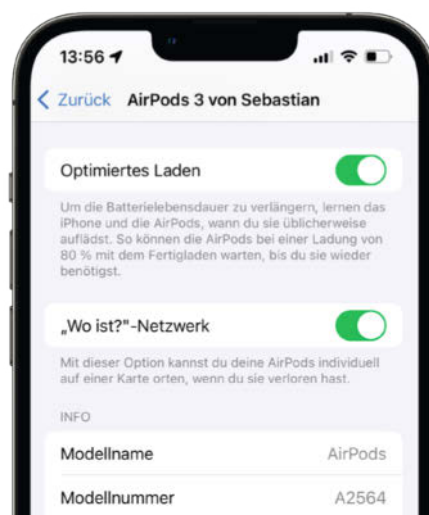 13:56
Zurück AirPods 3 von Sebastian
Optimiertes Laden
Um die Batterielebensdauer zu verlängern, lernen das
iPhone und die AirPods, wann du sie üblicherweise
auflädst. So können die AirPods bei einer Ladung von
80 % mit dem Fertigladen warten, bis du sie wieder
benötigst.
„Wo ist?"-Netzwerk
Mit dieser Option kannst du deine AirPods individuell
auf einer Karte orten, wenn du sie verloren hast.
INFO
Modellname AirPods
Modellnummer A2564